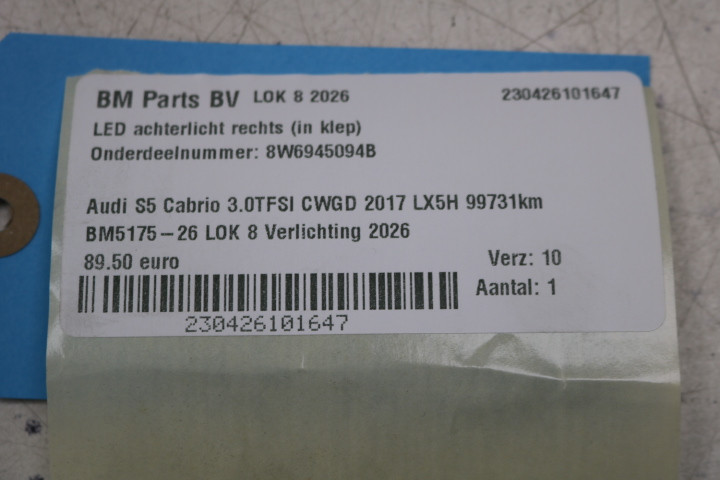 BM Parts BV LOK 8 2026 230426101647
LED achterlicht rechts (in klep)
Onderdeelnummer: 8W6945094B
Audi S5 Cabrio 3.0TFSI CWGD 2017 LX5H 99731km
BM5175-26 LOK 8 Verlichting 2026
89.50 euro Verz: 10
Aantal: 1
230426101647